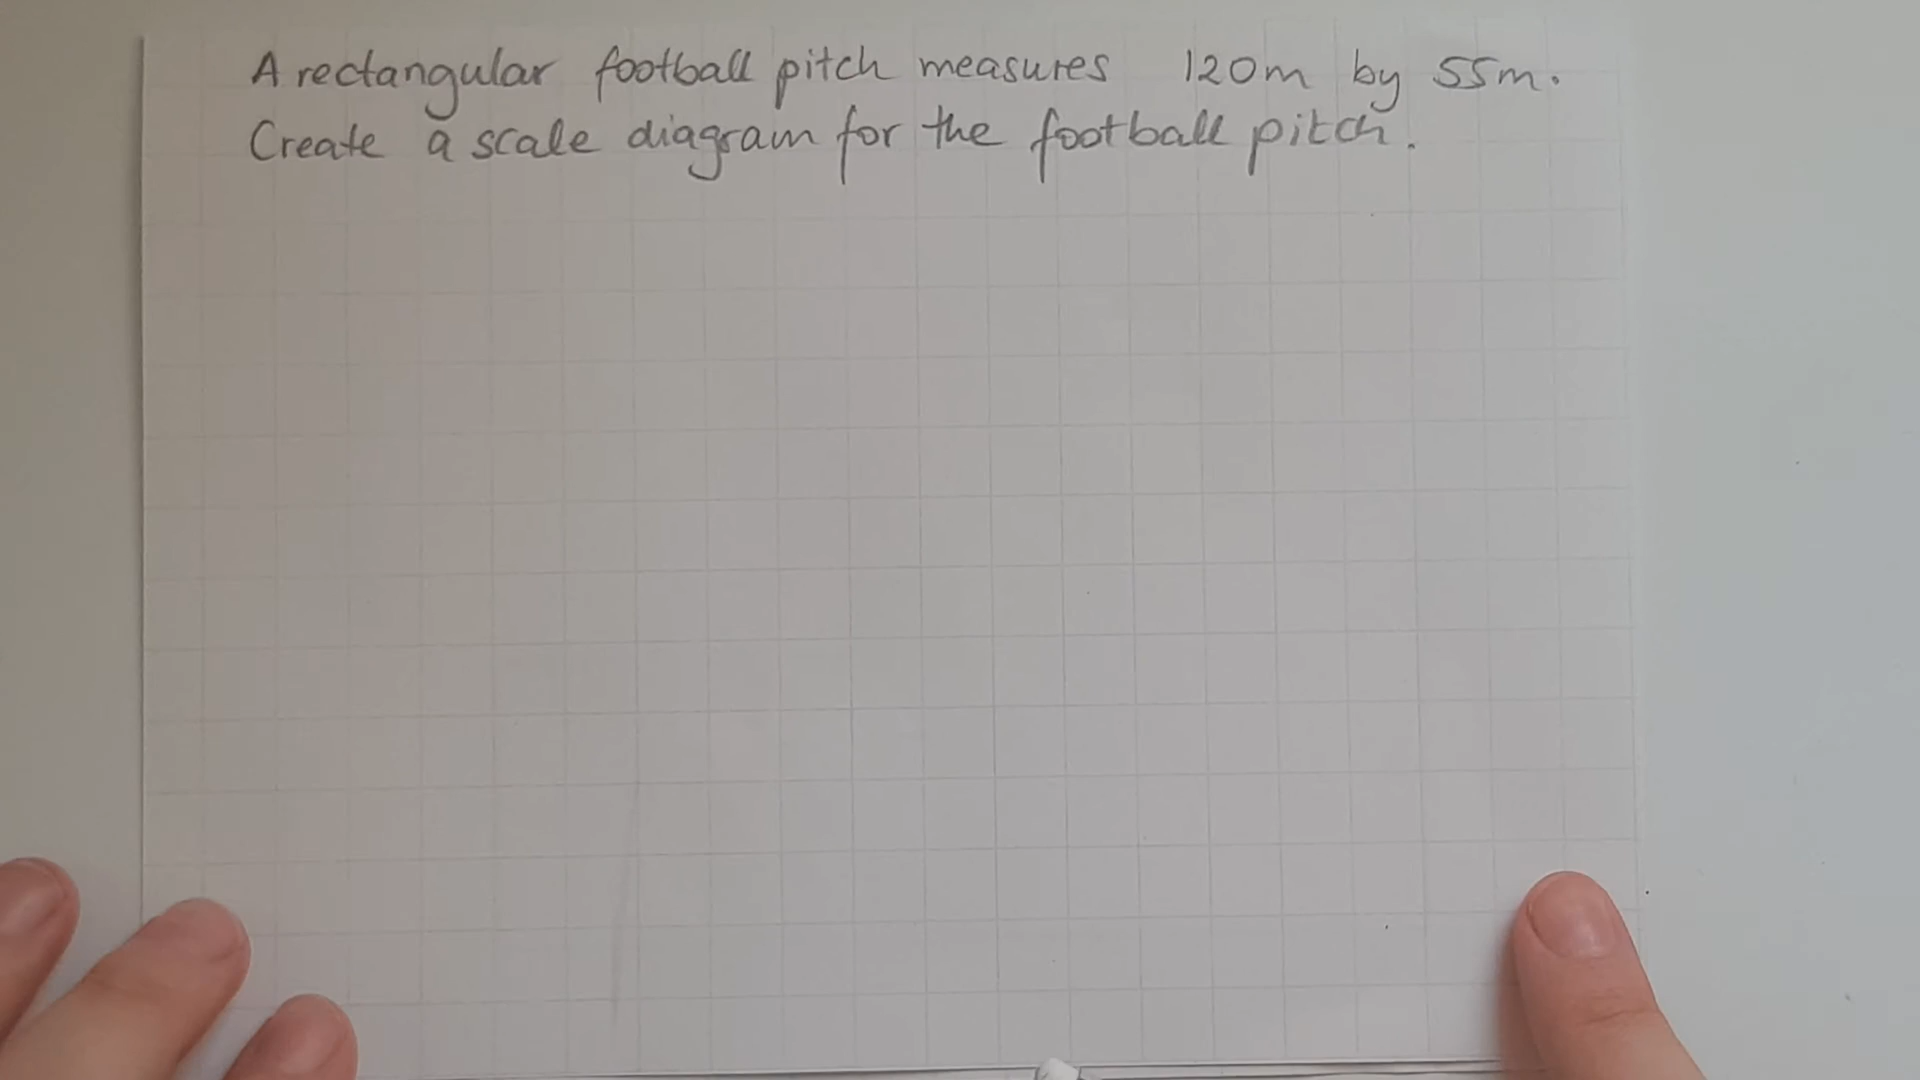 A rectangular football pitch measures 120m by 55m.
Create a scale diagram for the football pitch.